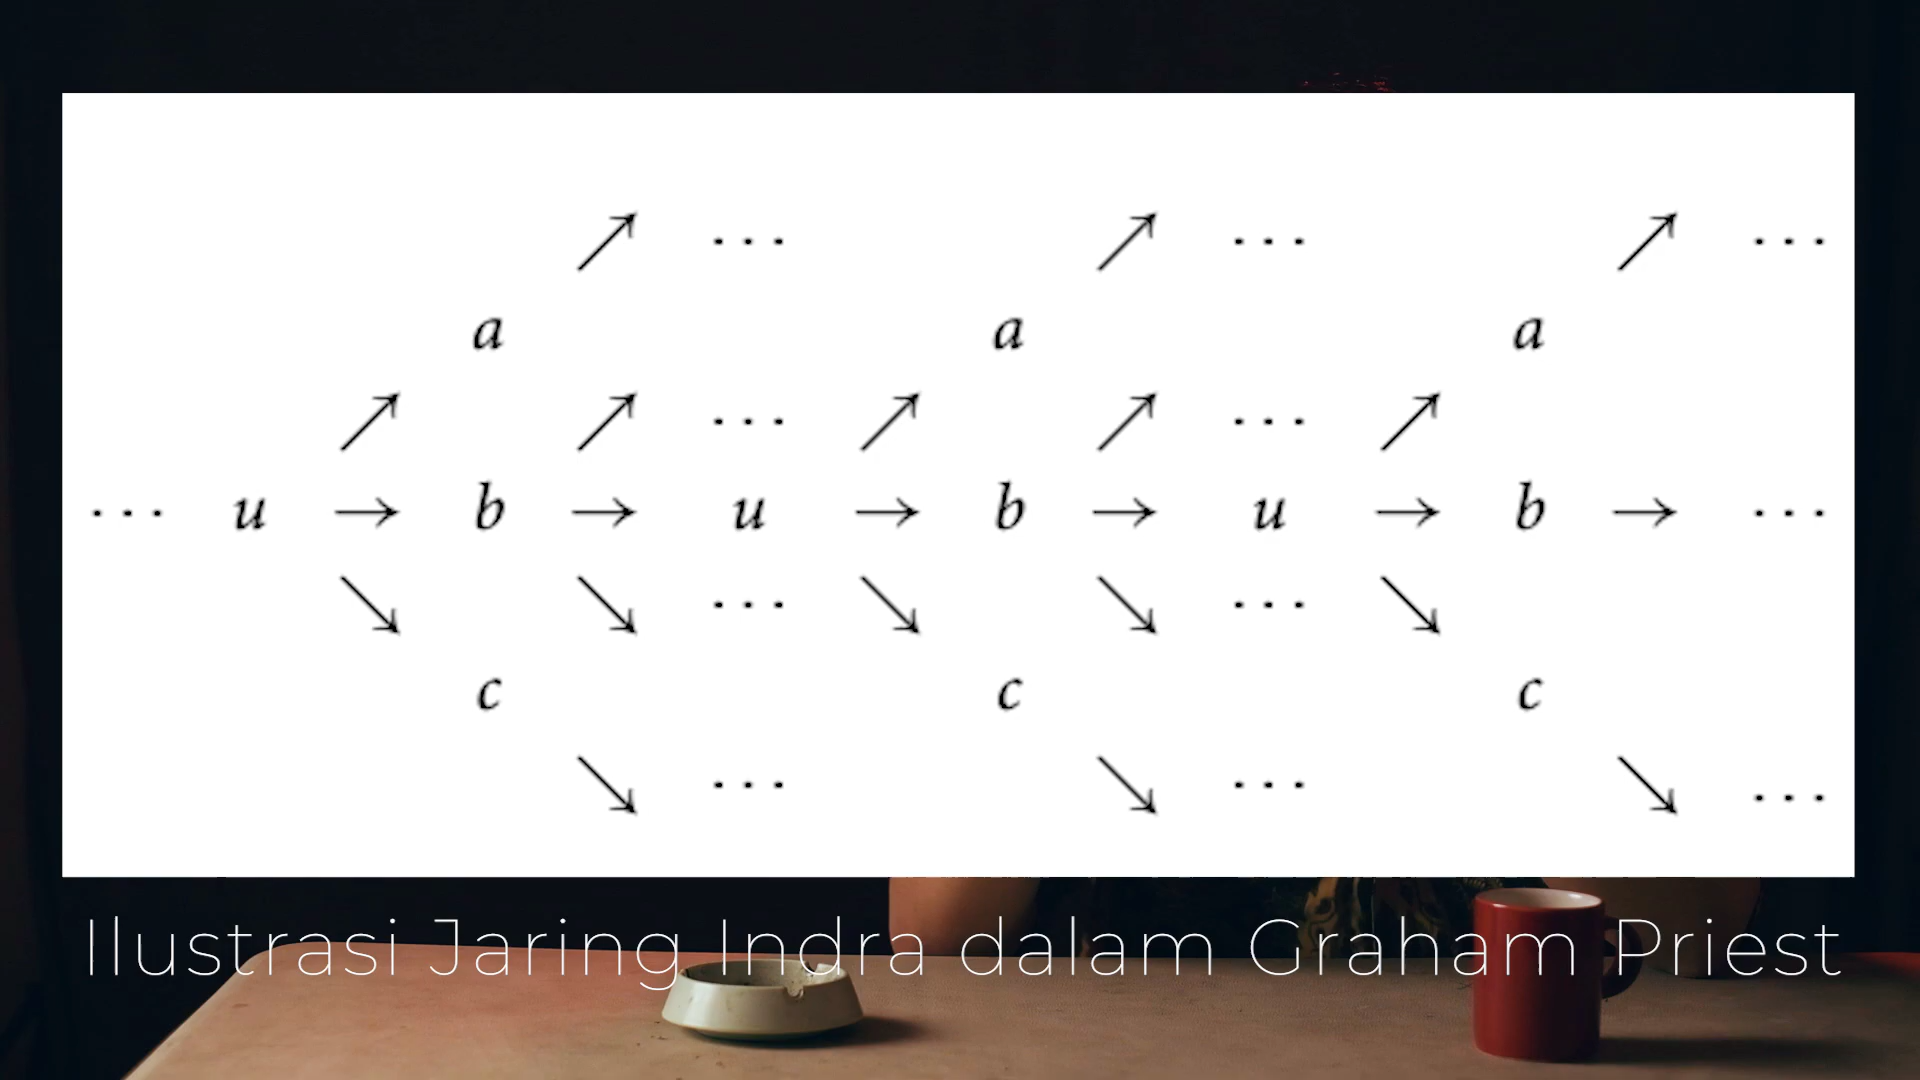 ↗ ⋯ ↗ ⋯ ↗ ⋯
a a a
↗ ↗ ⋯ ↗ ↗ ⋯ ↗
⋯ u → b → u → b → u → b → ⋯
↘ ↘ ⋯ ↘ ↘ ⋯ ↘
c c c
↘ ⋯ ↘ ⋯ ↘ ⋯
Ilustrasi Jaring Indra dalam Graham Priest